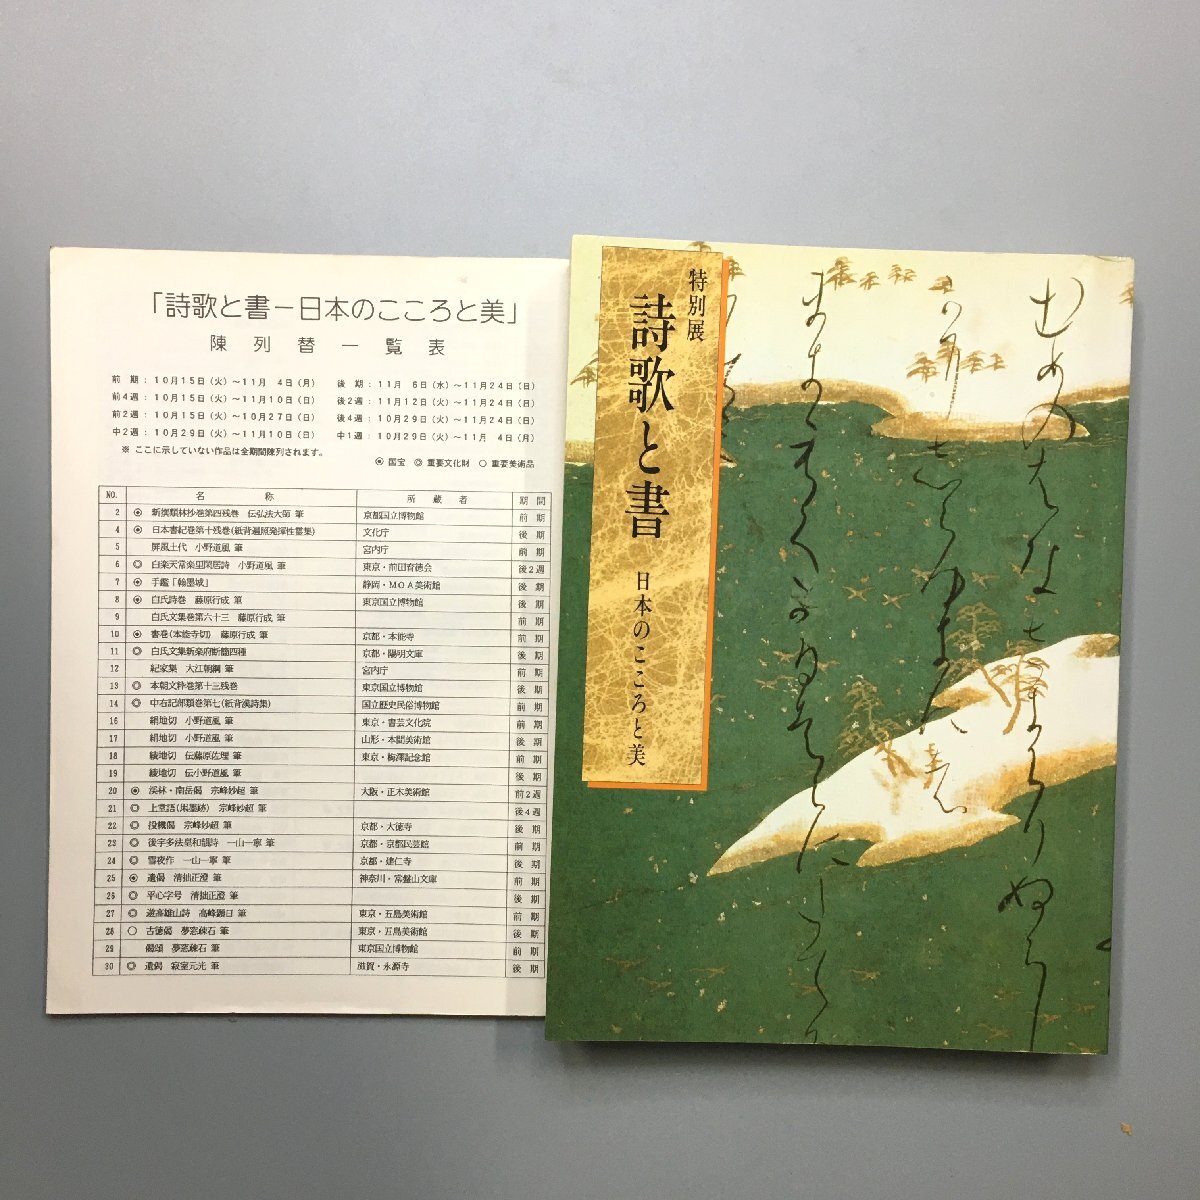 「詩歌と書－日本のこころと美」
陳列替一覧表
前期：10月15日（火）～11月 4日（月）　後期：11月 6日（水）～11月24日（日）
前4週：10月15日（火）～11月10日（日）　後2週：11月12日（火）～11月24日（日）
前2週：10月15日（火）～10月27日（日）　後4週：10月29日（火）～11月24日（日）
中2週：10月29日（火）～11月10日（日）　中1週：10月29日（火）～11月 4日（月）
※ ここに示していない作品は全期間陳列されます。
◉ 国宝 ◎ 重要文化財 ○ 重要美術品
NO. 名称 所蔵者 期間
2 ◉ 新撰類林抄巻第四残巻 伝弘法大師 筆 京都国立博物館 前期
4 ◉ 日本書紀巻第十残巻(紙背遍照発揮性霊集) 文化庁 後期
5 屏風土代 小野道風 筆 宮内庁 前期
6 ◎ 白楽天常楽里閑居詩 小野道風 筆 東京・前田育徳会 後2週
7 ◉ 手鑑「翰墨城」 静岡・MOA美術館 後期
8 ◉ 白氏詩巻 藤原行成 筆 東京国立博物館 後期
9 白氏文集巻第六十三 藤原行成 筆 前期
10 ◉ 書巻(本能寺切) 藤原行成 筆 京都・本能寺 前期
11 ◎ 白氏文集新楽府断簡四種 京都・陽明文庫 後期
12 紀家集 大江朝綱 筆 宮内庁 前期
13 ◎ 本朝文粋巻第十三残巻 東京国立博物館 後期
14 ◎ 中右記部類巻第七(紙背漢詩集) 国立歴史民俗博物館 前期
16 絹地切 小野道風 筆 東京・書芸文化院 前期
17 絹地切 小野道風 筆 山形・本間美術館 後期
18 綾地切 伝藤原佐理 筆 東京・梅澤記念館 前期
19 綾地切 伝小野道風 筆 後期
20 ◉ 渓林・南岳偈 宗峰妙超 筆 大阪・正木美術館 前2週
21 ◎ 上堂語 宗峰妙超 筆 後4週
22 ◎ 投機偈 宗峰妙超 筆 京都・大徳寺 後期
23 ◎ 後宇多法皇和韻詩 一山一寧 筆 京都・京都民芸館 前期
24 ◎ 雪夜作 一山一寧 筆 京都・建仁寺 後期
25 ◉ 遺偈 清拙正澄 筆 神奈川・常盤山文庫 前期
26 ◎ 平心字号 清拙正澄 筆 後期
27 ◎ 遊高雄山詩 高峰顕日 筆 東京・五島美術館 前期
28 ○ 古徳偈 夢窓疎石 筆 東京・五島美術館 後期
29 偈頌 夢窓疎石 筆 東京国立博物館 前期
30 ◎ 遺偈 寂室元光 筆 滋賀・永源寺 後期
特別展
詩歌と書
日本のこころと美